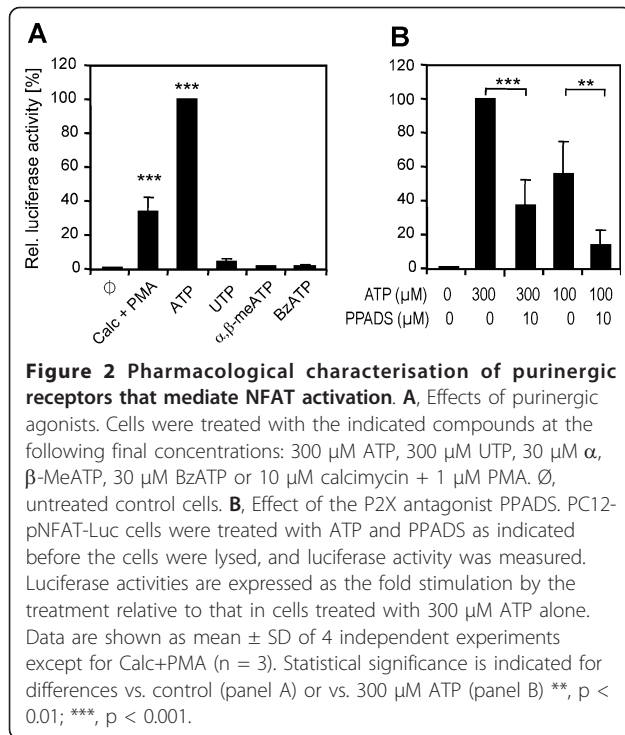 A
B
Rel. luciferase activity [%]
120
100
80
60
40
20
0
***
***
Φ
Calc + PMA
ATP
UTP
α,β-meATP
BzATP
120
100
80
60
40
20
0
***
**
ATP (µM) 0 300 300 100 100
PPADS (µM) 0 0 10 0 10
Figure 2 Pharmacological characterisation of purinergic
receptors that mediate NFAT activation. A, Effects of purinergic
agonists. Cells were treated with the indicated compounds at the
following final concentrations: 300 µM ATP, 300 µM UTP, 30 µM α,
β-MeATP, 30 µM BzATP or 10 µM calcimycin + 1 µM PMA. Ø,
untreated control cells. B, Effect of the P2X antagonist PPADS. PC12-
pNFAT-Luc cells were treated with ATP and PPADS as indicated
before the cells were lysed, and luciferase activity was measured.
Luciferase activities are expressed as the fold stimulation by the
treatment relative to that in cells treated with 300 µM ATP alone.
Data are shown as mean ± SD of 4 independent experiments
except for Calc+PMA (n = 3). Statistical significance is indicated for
differences vs. control (panel A) or vs. 300 µM ATP (panel B) **, p <
0.01; ***, p < 0.001.